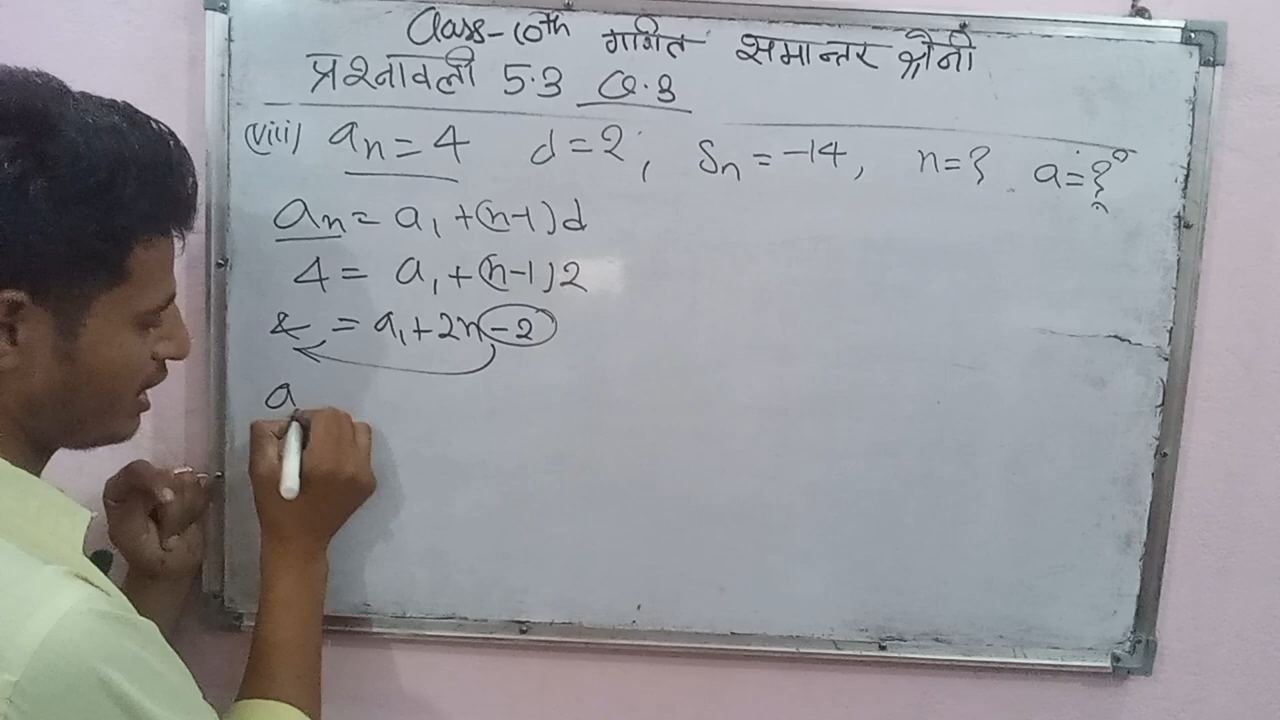 Class-10th गणित समान्तर श्रेनी
प्रश्नावली 5.3 Q.3
(viii) an = 4 d = 2, Sn = -14, n = ? a = ?
an = a1 + (n-1)d
4 = a1 + (n-1)2
4 = a1 + 2n - 2
a